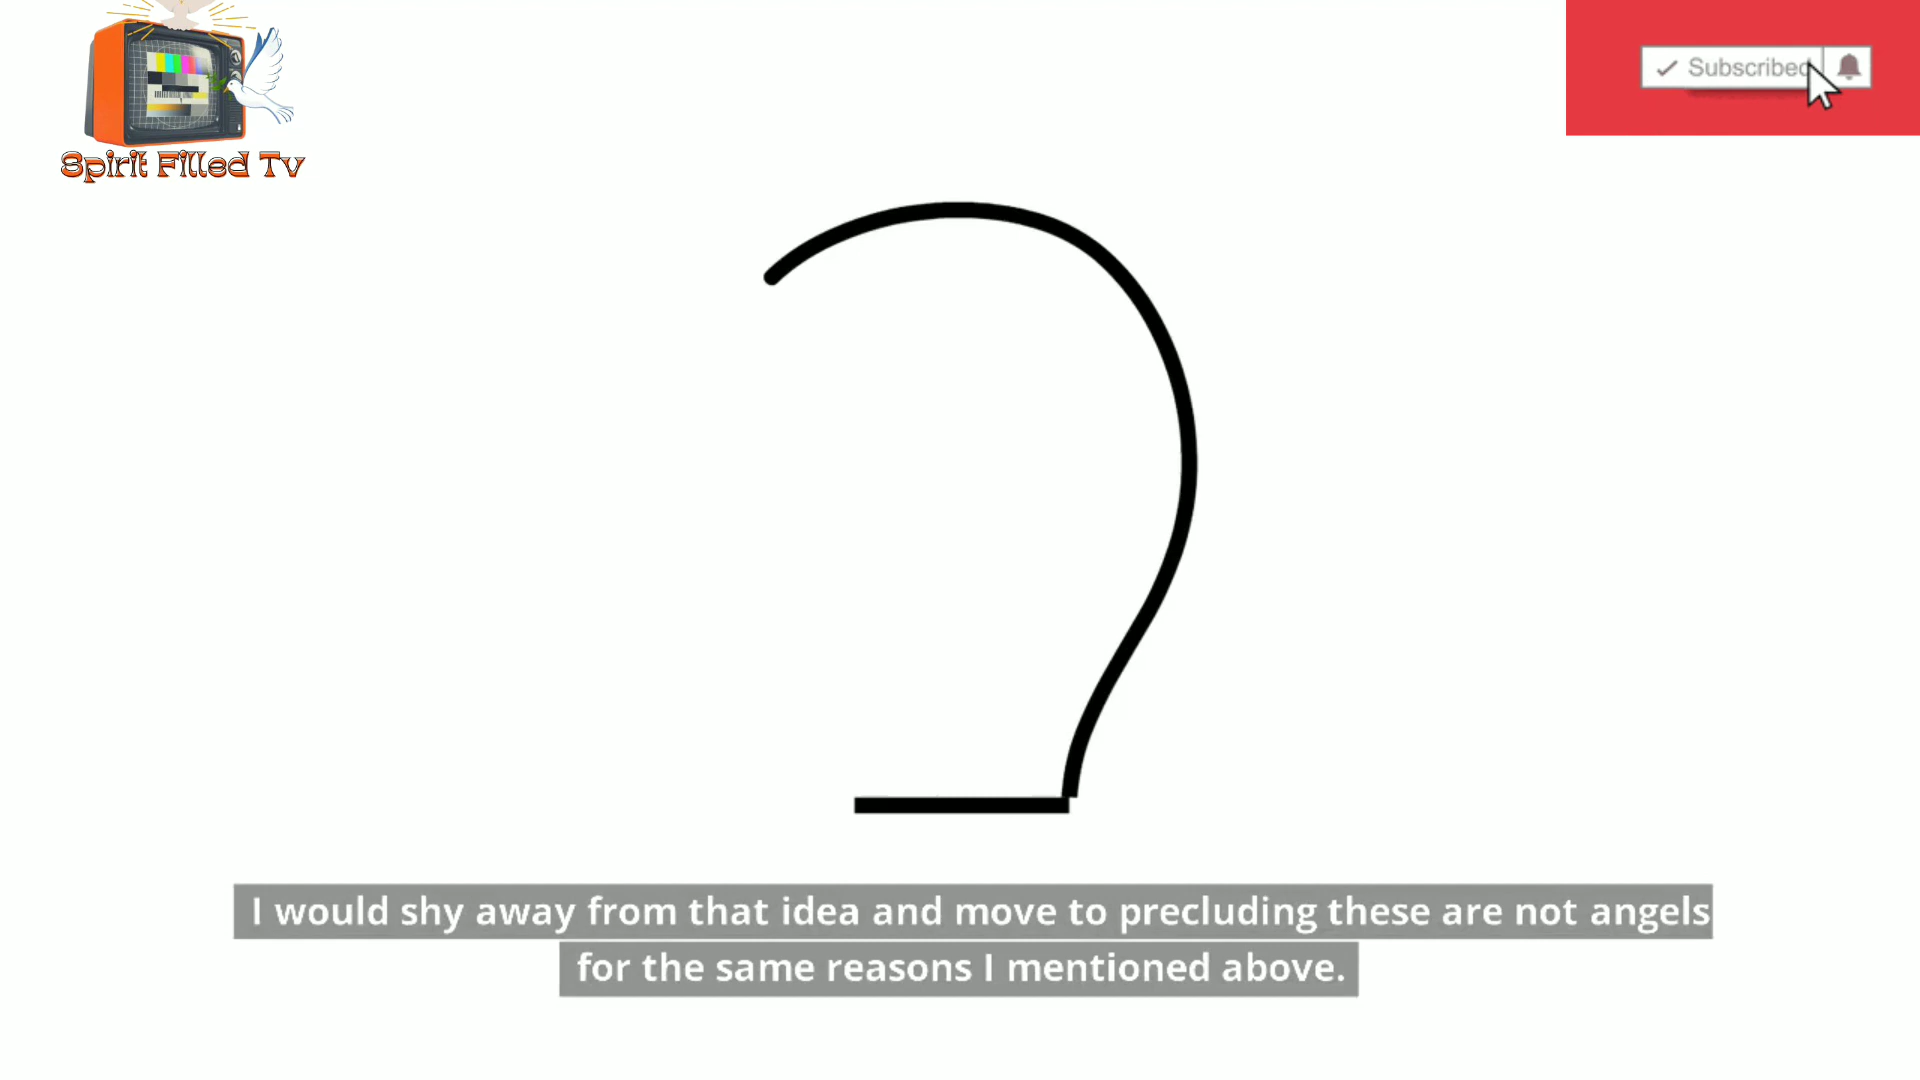 Spirit Filled Tv
Subscribed
I would shy away from that idea and move to precluding these are not angels
for the same reasons I mentioned above.